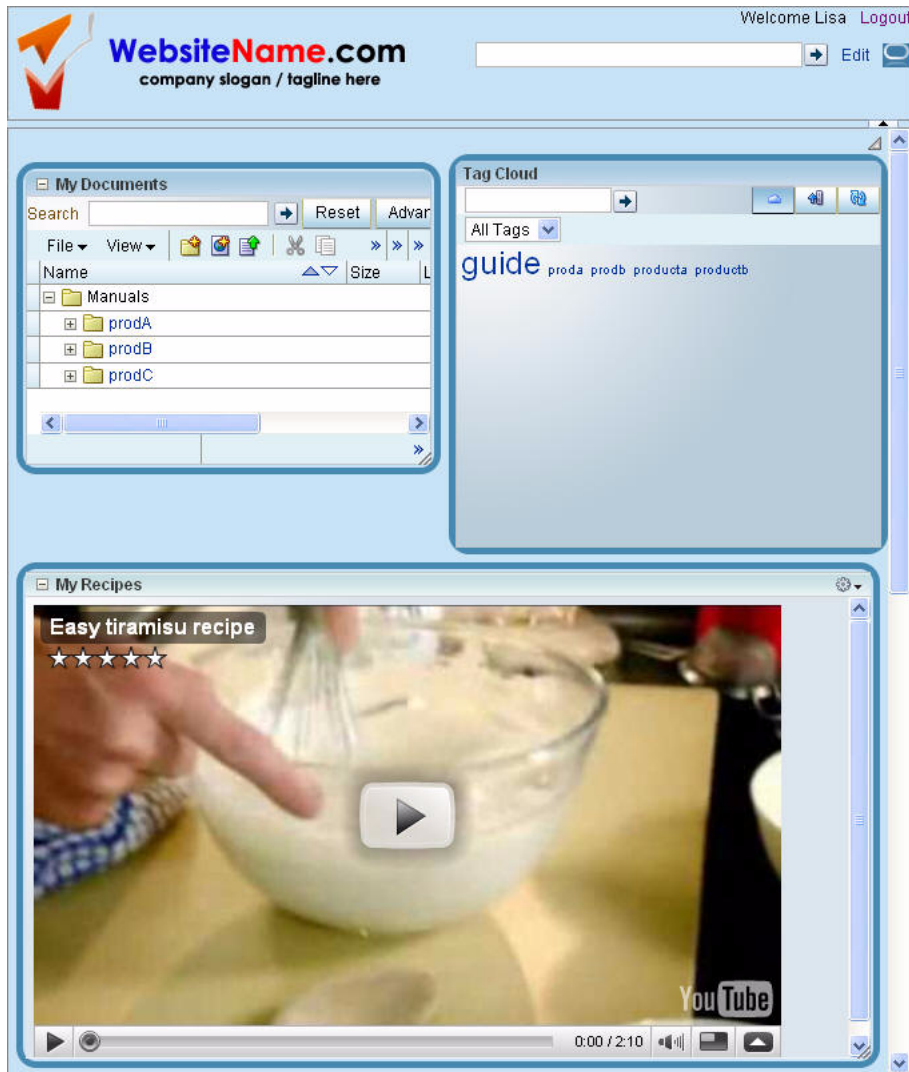 Welcome Lisa Logout
WebsiteName.com
company slogan / tagline here
Edit
My Documents
Search
Reset
Advar
File View
Name
Size
L
Manuals
prodA
prodB
prodC
Tag Cloud
All Tags
guide proda prodb producta productb
My Recipes
Easy tiramisu recipe
YouTube
0:00 / 2:10